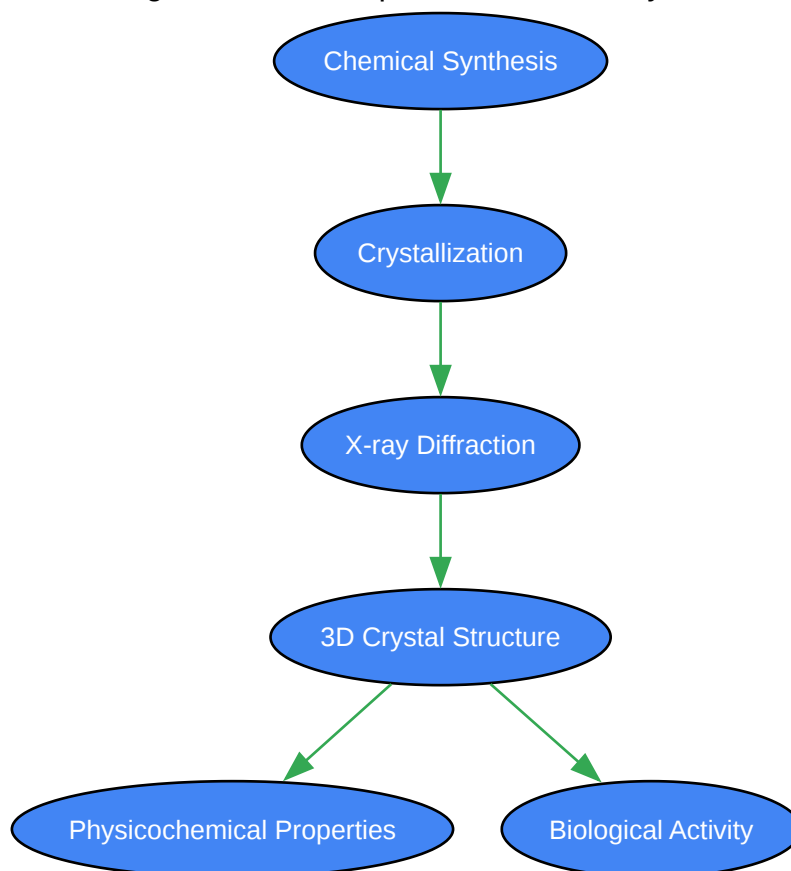 Chemical Synthesis
Crystallization
X-ray Diffraction
3D Crystal Structure
Physicochemical Properties
Biological Activity